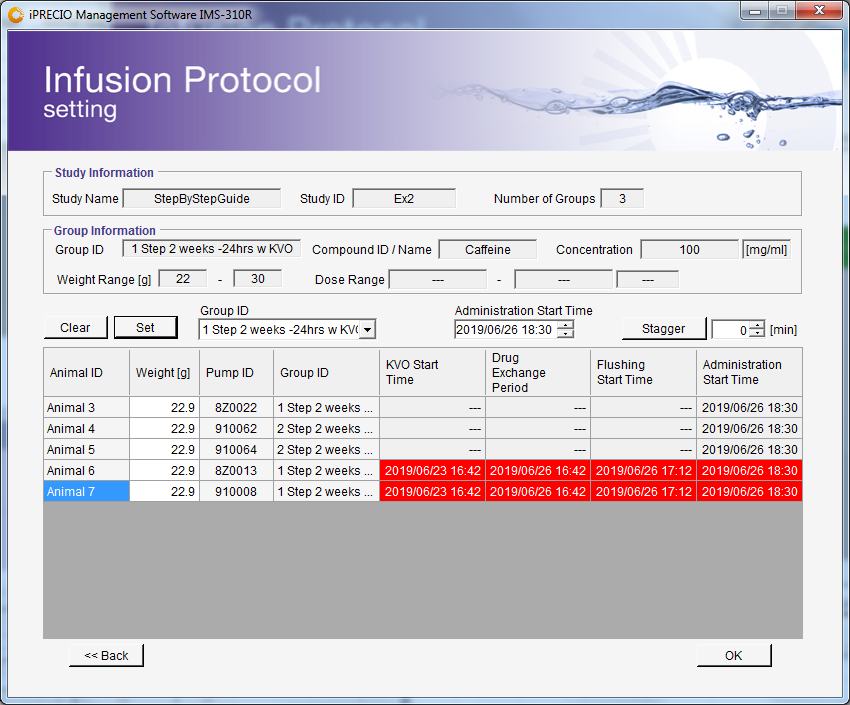 iPRECIO Management Software IMS-310R
Infusion Protocol
setting
Study Information
Study Name StepByStepGuide Study ID Ex2 Number of Groups 3
Group Information
Group ID 1 Step 2 weeks -24hrs w KVO Compound ID / Name Caffeine Concentration 100 [mg/ml]
Weight Range [g] 22 - 30 Dose Range --- - --- ---
Group ID Administration Start Time
Clear Set 1 Step 2 weeks -24hrs w KV 2019/06/26 18:30 Stagger 0 [min]
Animal ID Weight [g] Pump ID Group ID KVO Start Time Drug Exchange Period Flushing Start Time Administration Start Time
Animal 3 22.9 8Z0022 1 Step 2 weeks ... --- --- --- 2019/06/26 18:30
Animal 4 22.9 910062 2 Step 2 weeks ... --- --- --- 2019/06/26 18:30
Animal 5 22.9 910064 2 Step 2 weeks ... --- --- --- 2019/06/26 18:30
Animal 6 22.9 8Z0013 1 Step 2 weeks ... 2019/06/23 16:42 2019/06/26 16:42 2019/06/26 17:12 2019/06/26 18:30
Animal 7 22.9 910008 1 Step 2 weeks ... 2019/06/23 16:42 2019/06/26 16:42 2019/06/26 17:12 2019/06/26 18:30
<< Back OK